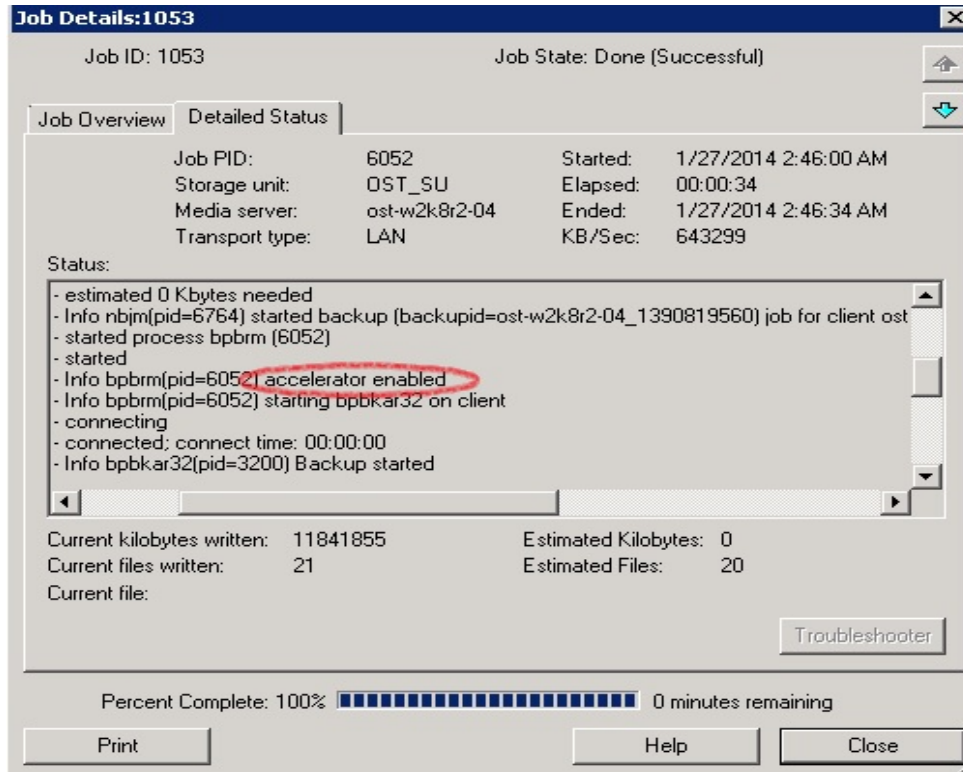 Job Details:1053
Job ID: 1053 Job State: Done (Successful)
Job Overview Detailed Status
Job PID: 6052 Started: 1/27/2014 2:46:00 AM
Storage unit: OST_SU Elapsed: 00:00:34
Media server: ost-w2k8r2-04 Ended: 1/27/2014 2:46:34 AM
Transport type: LAN KB/Sec: 643299
Status:
- estimated 0 Kbytes needed
- Info nbjm(pid=6764) started backup (backupid=ost-w2k8r2-04_1390819560) job for client ost
- started process bpbrm (6052)
- started
- Info bpbrm(pid=6052) accelerator enabled
- Info bpbrm(pid=6052) starting bpbkar32 on client
- connecting
- connected; connect time: 00:00:00
- Info bpbkar32(pid=3200) Backup started
Current kilobytes written: 11841855 Estimated Kilobytes: 0
Current files written: 21 Estimated Files: 20
Current file:
Troubleshooter
Percent Complete: 100% 0 minutes remaining
Print Help Close